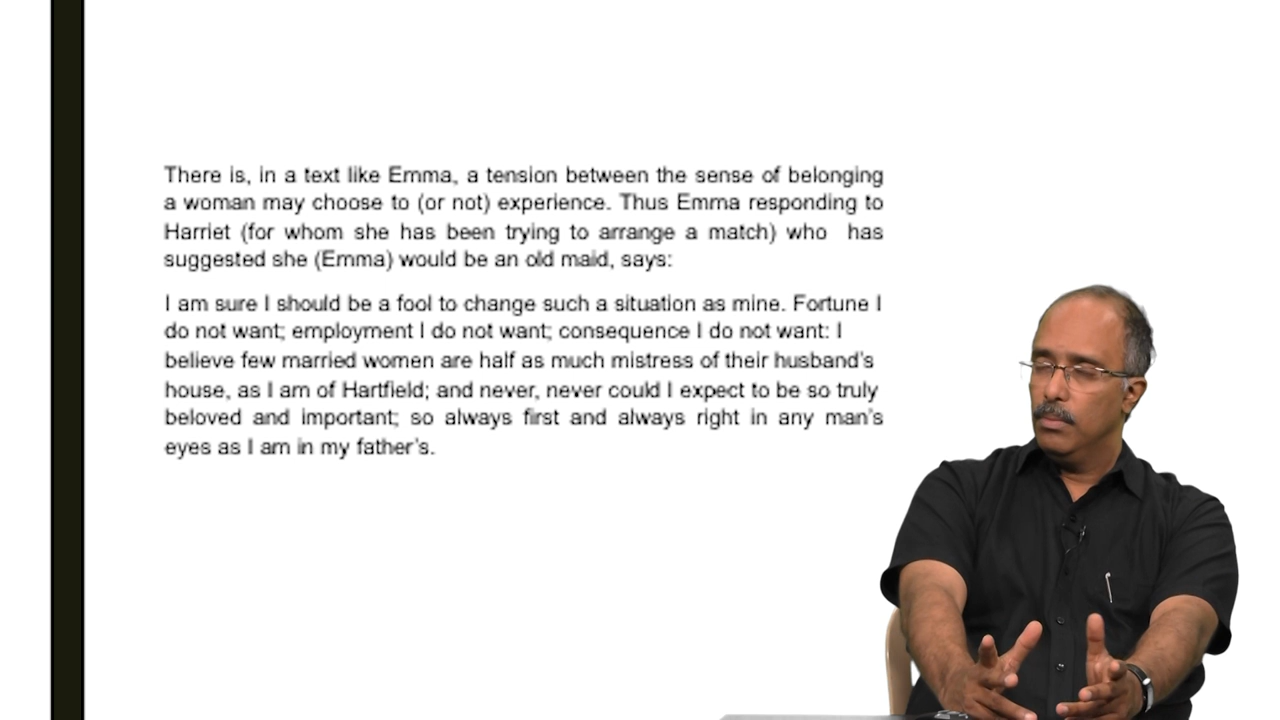 There is, in a text like Emma, a tension between the sense of belonging
a woman may choose to (or not) experience. Thus Emma responding to
Harriet (for whom she has been trying to arrange a match) who has
suggested she (Emma) would be an old maid, says:
I am sure I should be a fool to change such a situation as mine. Fortune I
do not want; employment I do not want; consequence I do not want: I
believe few married women are half as much mistress of their husband's
house, as I am of Hartfield; and never, never could I expect to be so truly
beloved and important; so always first and always right in any man's
eyes as I am in my father's.